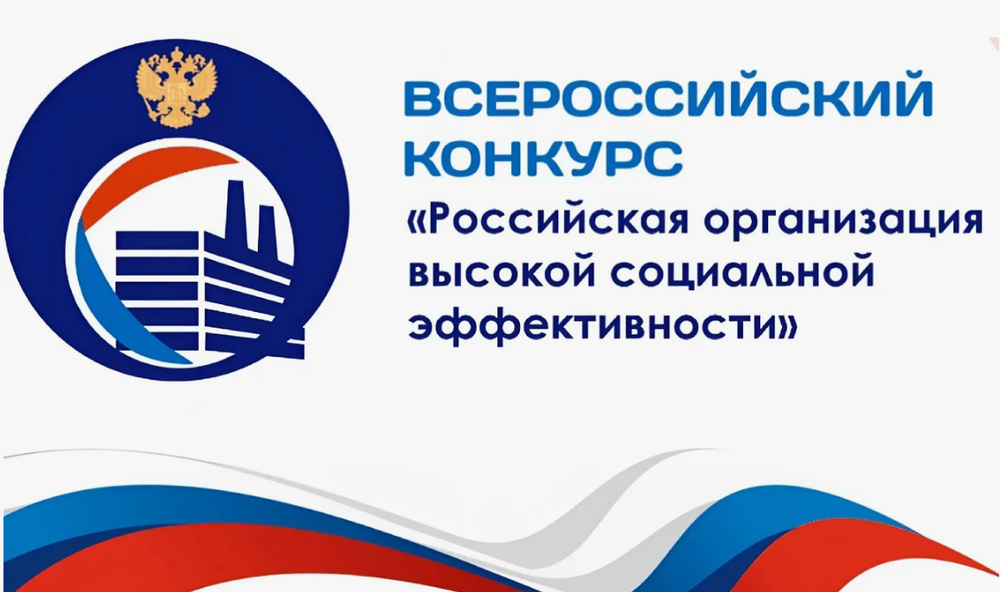 ВСЕРОССИЙСКИЙ
КОНКУРС
«Российская организация
высокой социальной
эффективности»